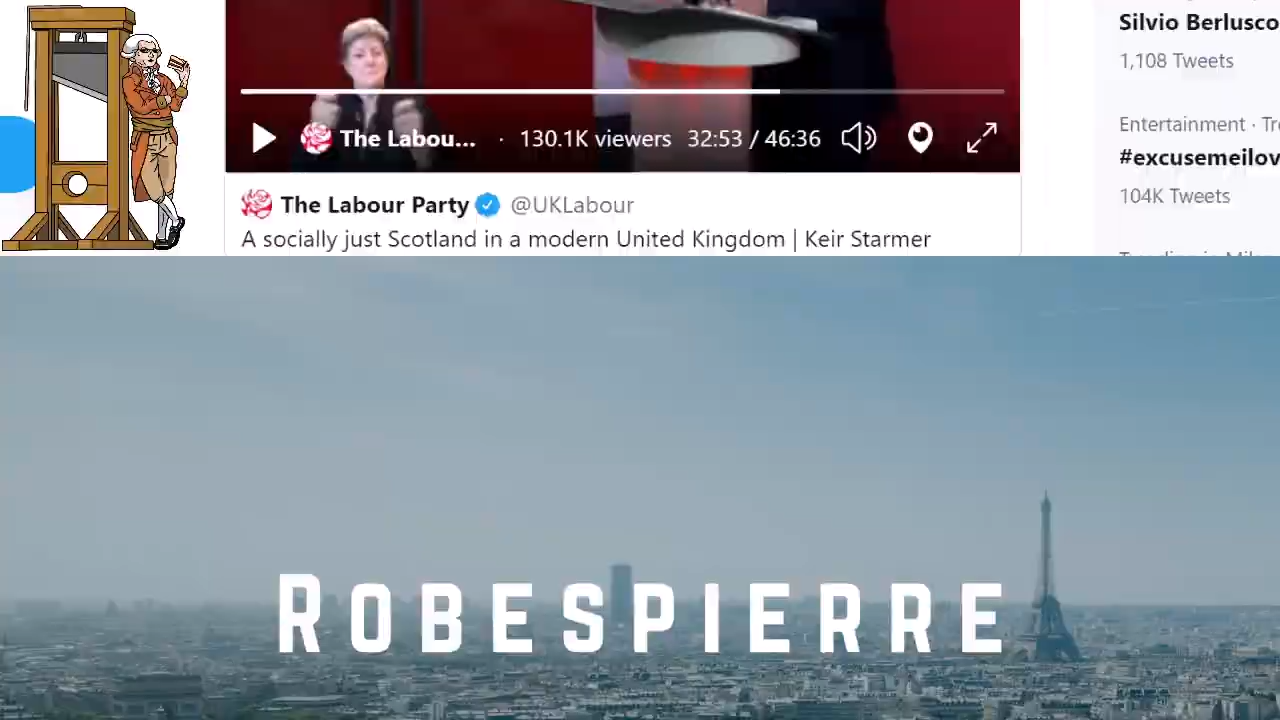 Silvio Berlusco
1,108 Tweets
The Labou... · 130.1K viewers 32:53 / 46:36
Entertainment · Tre
#excusemeilov
104K Tweets
The Labour Party @UKLabour
A socially just Scotland in a modern United Kingdom | Keir Starmer
ROBESPIERRE